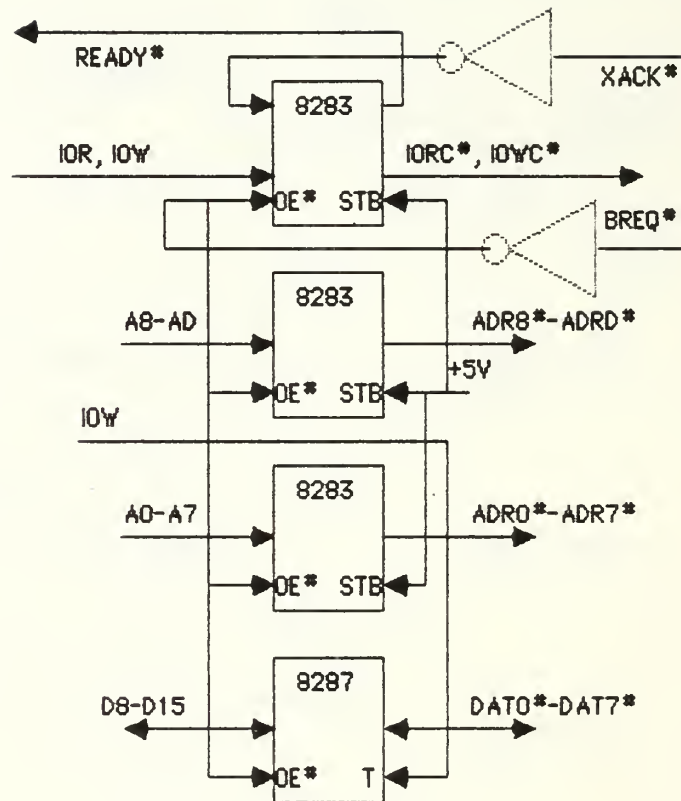 READY*
XACK*
8283
IOR, IOW
IORC*, IOWC*
OE* STB
BREQ*
8283
A8-AD
ADR8*-ADRD*
+5V
OE* STB
IOW
8283
A0-A7
ADR0*-ADR7*
OE* STB
8287
D8-D15
DAT0*-DAT7*
OE* T